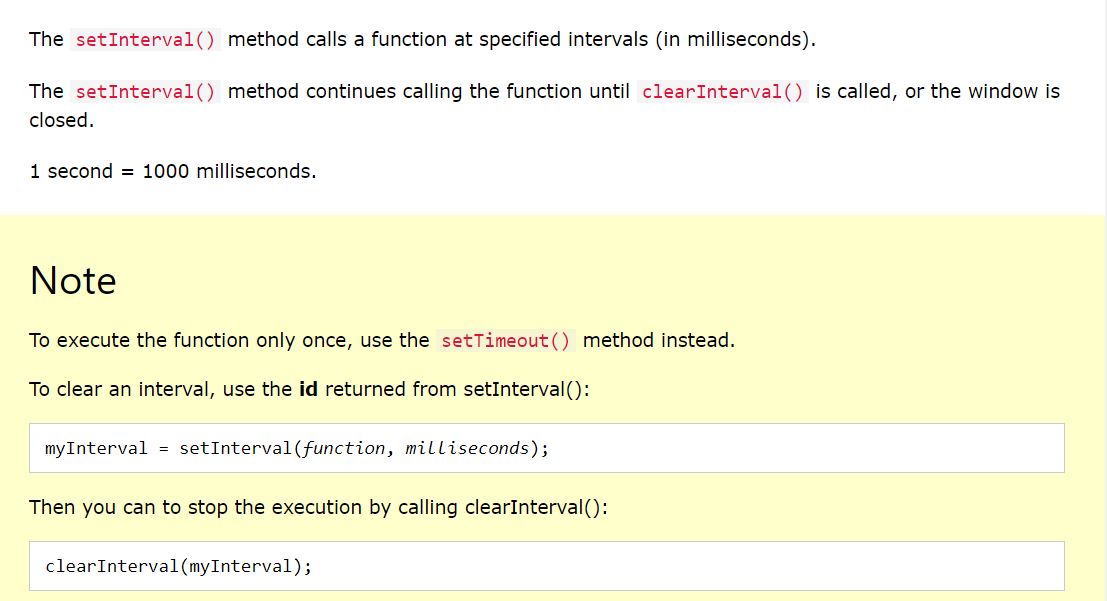 The setInterval() method calls a function at specified intervals (in milliseconds).
The setInterval() method continues calling the function until clearInterval() is called, or the window is
closed.
1 second = 1000 milliseconds.
Note
To execute the function only once, use the setTimeout() method instead.
To clear an interval, use the id returned from setInterval():
myInterval = setInterval(function, milliseconds);
Then you can to stop the execution by calling clearInterval():
clearInterval(myInterval);